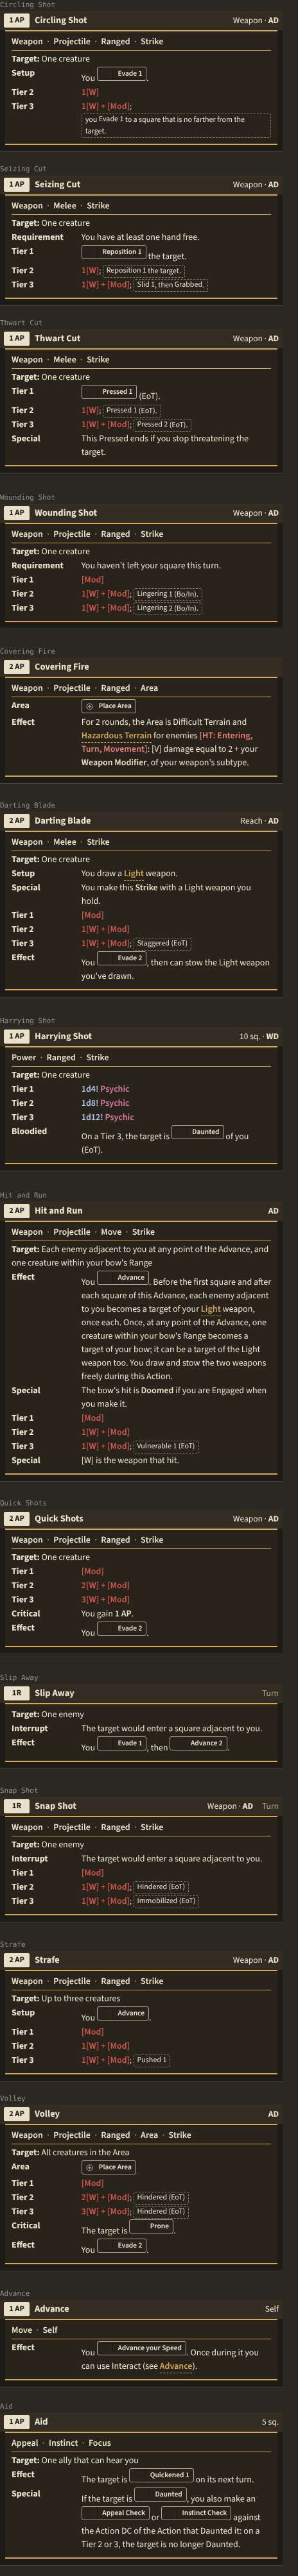 Circling Shot
1 AP Circling Shot Weapon · AD
Weapon · Projectile · Ranged · Strike
Target: One creature
Setup You Evade 1.
Tier 2 1[W]
Tier 3 1[W] + [Mod];
you Evade 1 to a square that is no farther from the
target.
Seizing Cut
1 AP Seizing Cut Weapon · AD
Weapon · Melee · Strike
Target: One creature
Requirement You have at least one hand free.
Tier 1 Reposition 1 the target.
Tier 2 1[W]; Reposition 1 the target.
Tier 3 1[W] + [Mod]; Slid 1, then Grabbed.
Thwart Cut
1 AP Thwart Cut Weapon · AD
Weapon · Melee · Strike
Target: One creature
Tier 1 Pressed 1 (EoT).
Tier 2 1[W]; Pressed 1 (EoT).
Tier 3 1[W] + [Mod]; Pressed 2 (EoT).
Special This Pressed ends if you stop threatening the
target.
Wounding Shot
1 AP Wounding Shot Weapon · AD
Weapon · Projectile · Ranged · Strike
Target: One creature
Requirement You haven't left your square this turn.
Tier 1 [Mod]
Tier 2 1[W] + [Mod]; Lingering 1 (Bo/In).
Tier 3 1[W] + [Mod]; Lingering 2 (Bo/In).
Covering Fire
2 AP Covering Fire
Weapon · Projectile · Ranged · Area
Area Place Area
Effect For 2 rounds, the Area is Difficult Terrain and
Hazardous Terrain for enemies [HT: Entering,
Turn, Movement]: [V] damage equal to 2 + your
Weapon Modifier, of your weapon's subtype.
Darting Blade
2 AP Darting Blade Reach · AD
Weapon · Melee · Strike
Target: One creature
Setup You draw a Light weapon.
Special You make this Strike with a Light weapon you
hold.
Tier 1 [Mod]
Tier 2 1[W] + [Mod]
Tier 3 1[W] + [Mod]; Staggered (EoT)
Effect You Evade 2, then can stow the Light weapon
you've drawn.
Harrying Shot
1 AP Harrying Shot 10 sq. · WD
Power · Ranged · Strike
Target: One creature
Tier 1 1d4! Psychic
Tier 2 1d8! Psychic
Tier 3 1d12! Psychic
Bloodied On a Tier 3, the target is Daunted of you
(EoT).
Hit and Run
2 AP Hit and Run AD
Weapon · Projectile · Move · Strike
Target: Each enemy adjacent to you at any point of the Advance, and
one creature within your bow's Range
Effect You Advance. Before the first square and after
each square of this Advance, each enemy adjacent
to you becomes a target of your Light weapon,
once each. Once, at any point of the Advance, one
creature within your bow's Range becomes a
target of your bow; it can be a target of the Light
weapon too. You draw and stow the two weapons
freely during this Action.
Special The bow's hit is Doomed if you are Engaged when
you make it.
Tier 1 [Mod]
Tier 2 1[W] + [Mod]
Tier 3 1[W] + [Mod]; Vulnerable 1 (EoT)
Special [W] is the weapon that hit.
Quick Shots
2 AP Quick Shots Weapon · AD
Weapon · Projectile · Ranged · Strike
Target: One creature
Tier 1 [Mod]
Tier 2 2[W] + [Mod]
Tier 3 3[W] + [Mod]
Critical You gain 1 AP.
Effect You Evade 2.
Slip Away
1R Slip Away Turn
Target: One enemy
Interrupt The target would enter a square adjacent to you.
Effect You Evade 1, then Advance 2.
Snap Shot
1R Snap Shot Weapon · AD Turn
Weapon · Projectile · Ranged · Strike
Target: One enemy
Interrupt The target would enter a square adjacent to you.
Tier 1 [Mod]
Tier 2 1[W] + [Mod]; Hindered (EoT)
Tier 3 1[W] + [Mod]; Immobilized (EoT)
Strafe
2 AP Strafe Weapon · AD
Weapon · Projectile · Ranged · Strike
Target: Up to three creatures
Setup You Advance.
Tier 1 [Mod]
Tier 2 1[W] + [Mod]
Tier 3 1[W] + [Mod]; Pushed 1
Volley
2 AP Volley AD
Weapon · Projectile · Ranged · Area · Strike
Target: All creatures in the Area
Area Place Area
Tier 1 [Mod]
Tier 2 2[W] + [Mod]; Hindered (EoT)
Tier 3 3[W] + [Mod]; Hindered (EoT)
Critical The target is Prone.
Effect You Evade 2.
Advance
1 AP Advance Self
Move · Self
Effect You Advance your Speed. Once during it you
can use Interact (see Advance).
Aid
1 AP Aid 5 sq.
Appeal · Instinct · Focus
Target: One ally that can hear you
Effect The target is Quickened 1 on its next turn.
Special If the target is Daunted, you also make an
Appeal Check or Instinct Check against
the Action DC of the Action that Daunted it: on a
Tier 2 or 3, the target is no longer Daunted.